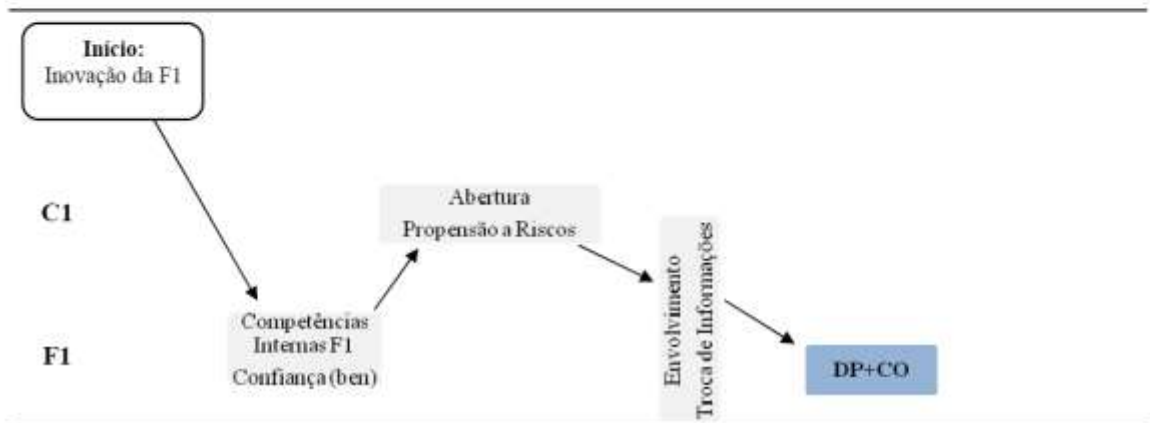 Início:
Inovação da F1
C1
Abertura
Propensão a Riscos
Envolvimento
Troca de Informações
F1
Competências
Internas F1
Confiança (ben)
DP+CO